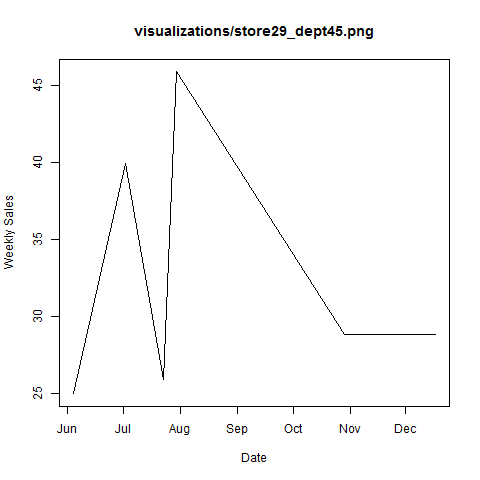 visualizations/store29_dept45.png
Weekly Sales
45
40
35
30
25
Jun Jul Aug Sep Oct Nov Dec
Date